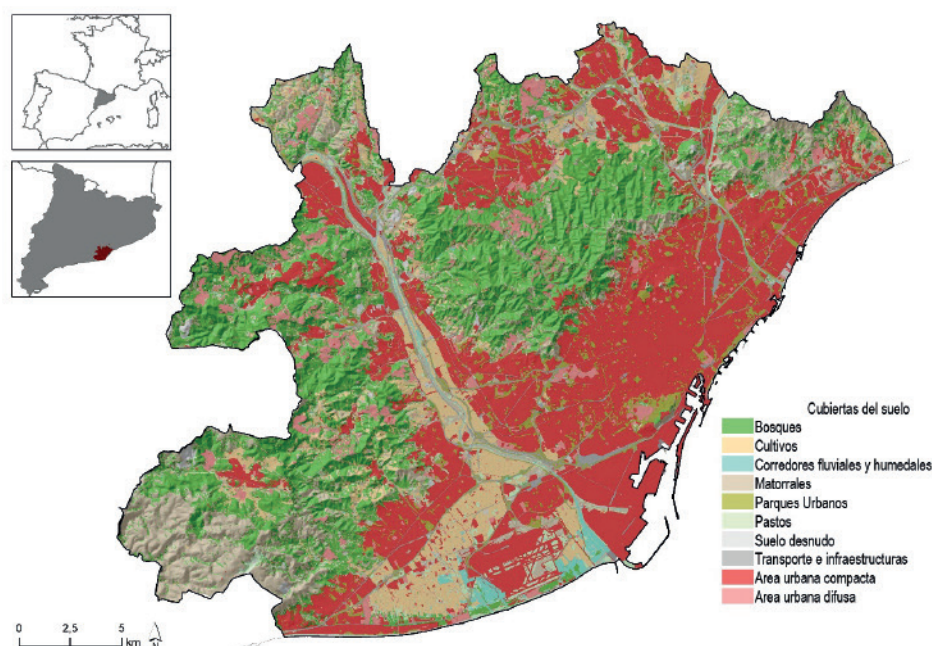 Cubiertas del suelo
Bosques
Cultivos
Corredores fluviales y humedales
Matorrales
Parques Urbanos
Pastos
Suelo desnudo
Transporte e infraestructuras
Area urbana compacta
Area urbana difusa
0 2,5 5
km